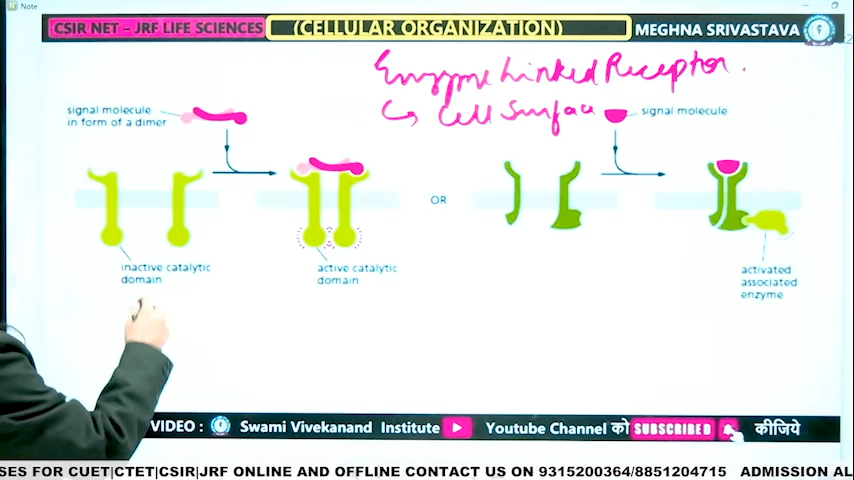 Note
CSIR NET – JRF LIFE SCIENCES
(CELLULAR ORGANIZATION)
MEGHNA SRIVASTAVA
Enzyme Linked Receptor.
↳ Cell Surface
signal molecule
in form of a dimer
signal molecule
OR
inactive catalytic
domain
active catalytic
domain
activated
associated
enzyme
VIDEO :
Swami Vivekanand Institute
Youtube Channel को
SUBSCRIBED
कीजिये
SES FOR CUET|CTET|CSIR|JRF ONLINE AND OFFLINE CONTACT US ON 9315200364/8851204715 ADMISSION AL